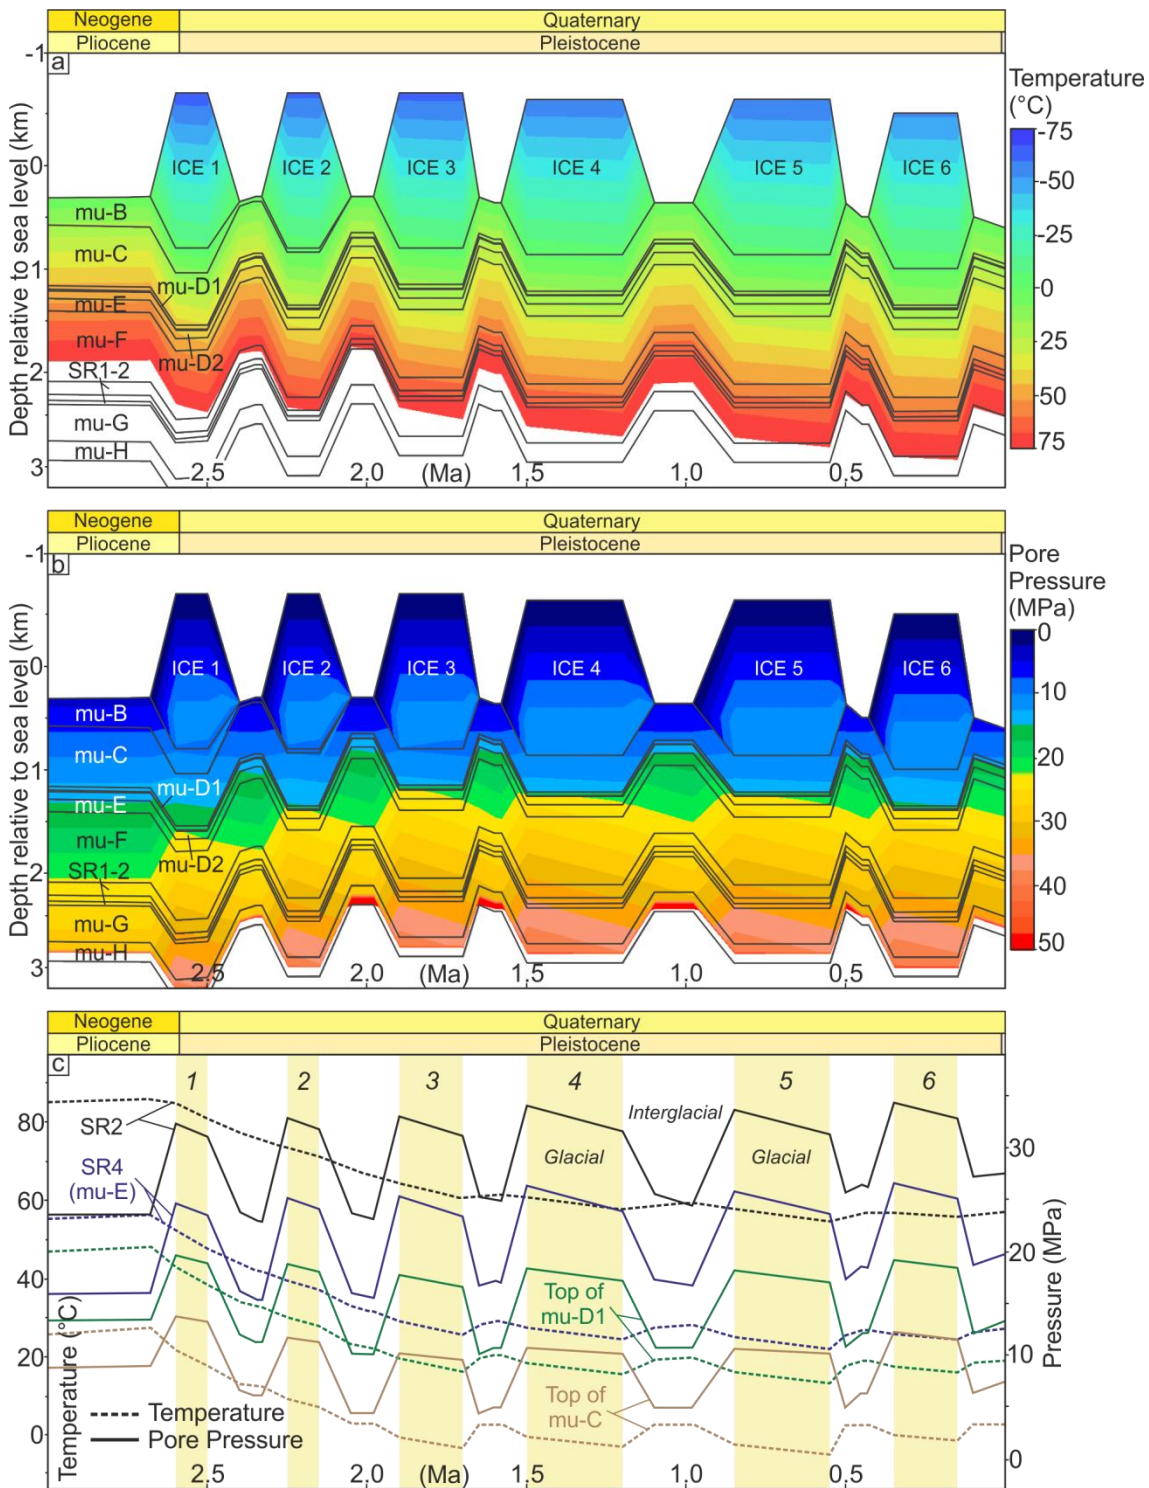 Neogene Quaternary
Pliocene Pleistocene
a
-1
0
1
2
3
Depth relative to sea level (km)
ICE 1 ICE 2 ICE 3 ICE 4 ICE 5 ICE 6
mu-B
mu-C
mu-D1
mu-E
mu-F
mu-D2
SR1-2
mu-G
mu-H
2.5 2.0 (Ma) 1.5 1.0 0.5
Temperature
(°C)
-75
-50
-25
0
25
50
75
Neogene Quaternary
Pliocene Pleistocene
b
-1
0
1
2
3
Depth relative to sea level (km)
ICE 1 ICE 2 ICE 3 ICE 4 ICE 5 ICE 6
mu-B
mu-C
mu-D1
mu-E
mu-F
mu-D2
SR1-2
mu-G
mu-H
2.5 2.0 (Ma) 1.5 1.0 0.5
Pore
Pressure
(MPa)
0
10
20
30
40
50
Neogene Quaternary
Pliocene Pleistocene
c
1 2 3 4 5 6
80
60
40
20
0
Temperature (°C)
SR2
SR4
(mu-E)
Interglacial
Glacial Glacial
Top of
mu-D1
Top of
mu-C
Temperature
Pore Pressure
2.5 2.0 (Ma) 1.5 1.0 0.5
30
20
10
0
Pressure (MPa)